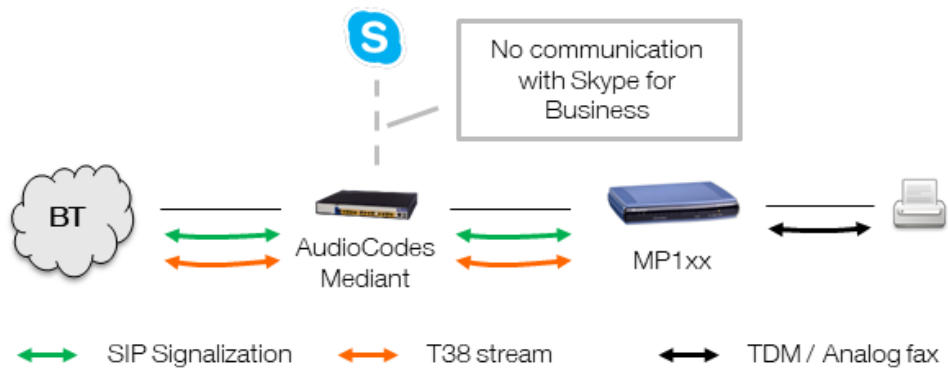 S
No communication
with Skype for
Business
BT
AudioCodes
Mediant
MP1xx
SIP Signalization
T38 stream
TDM / Analog fax